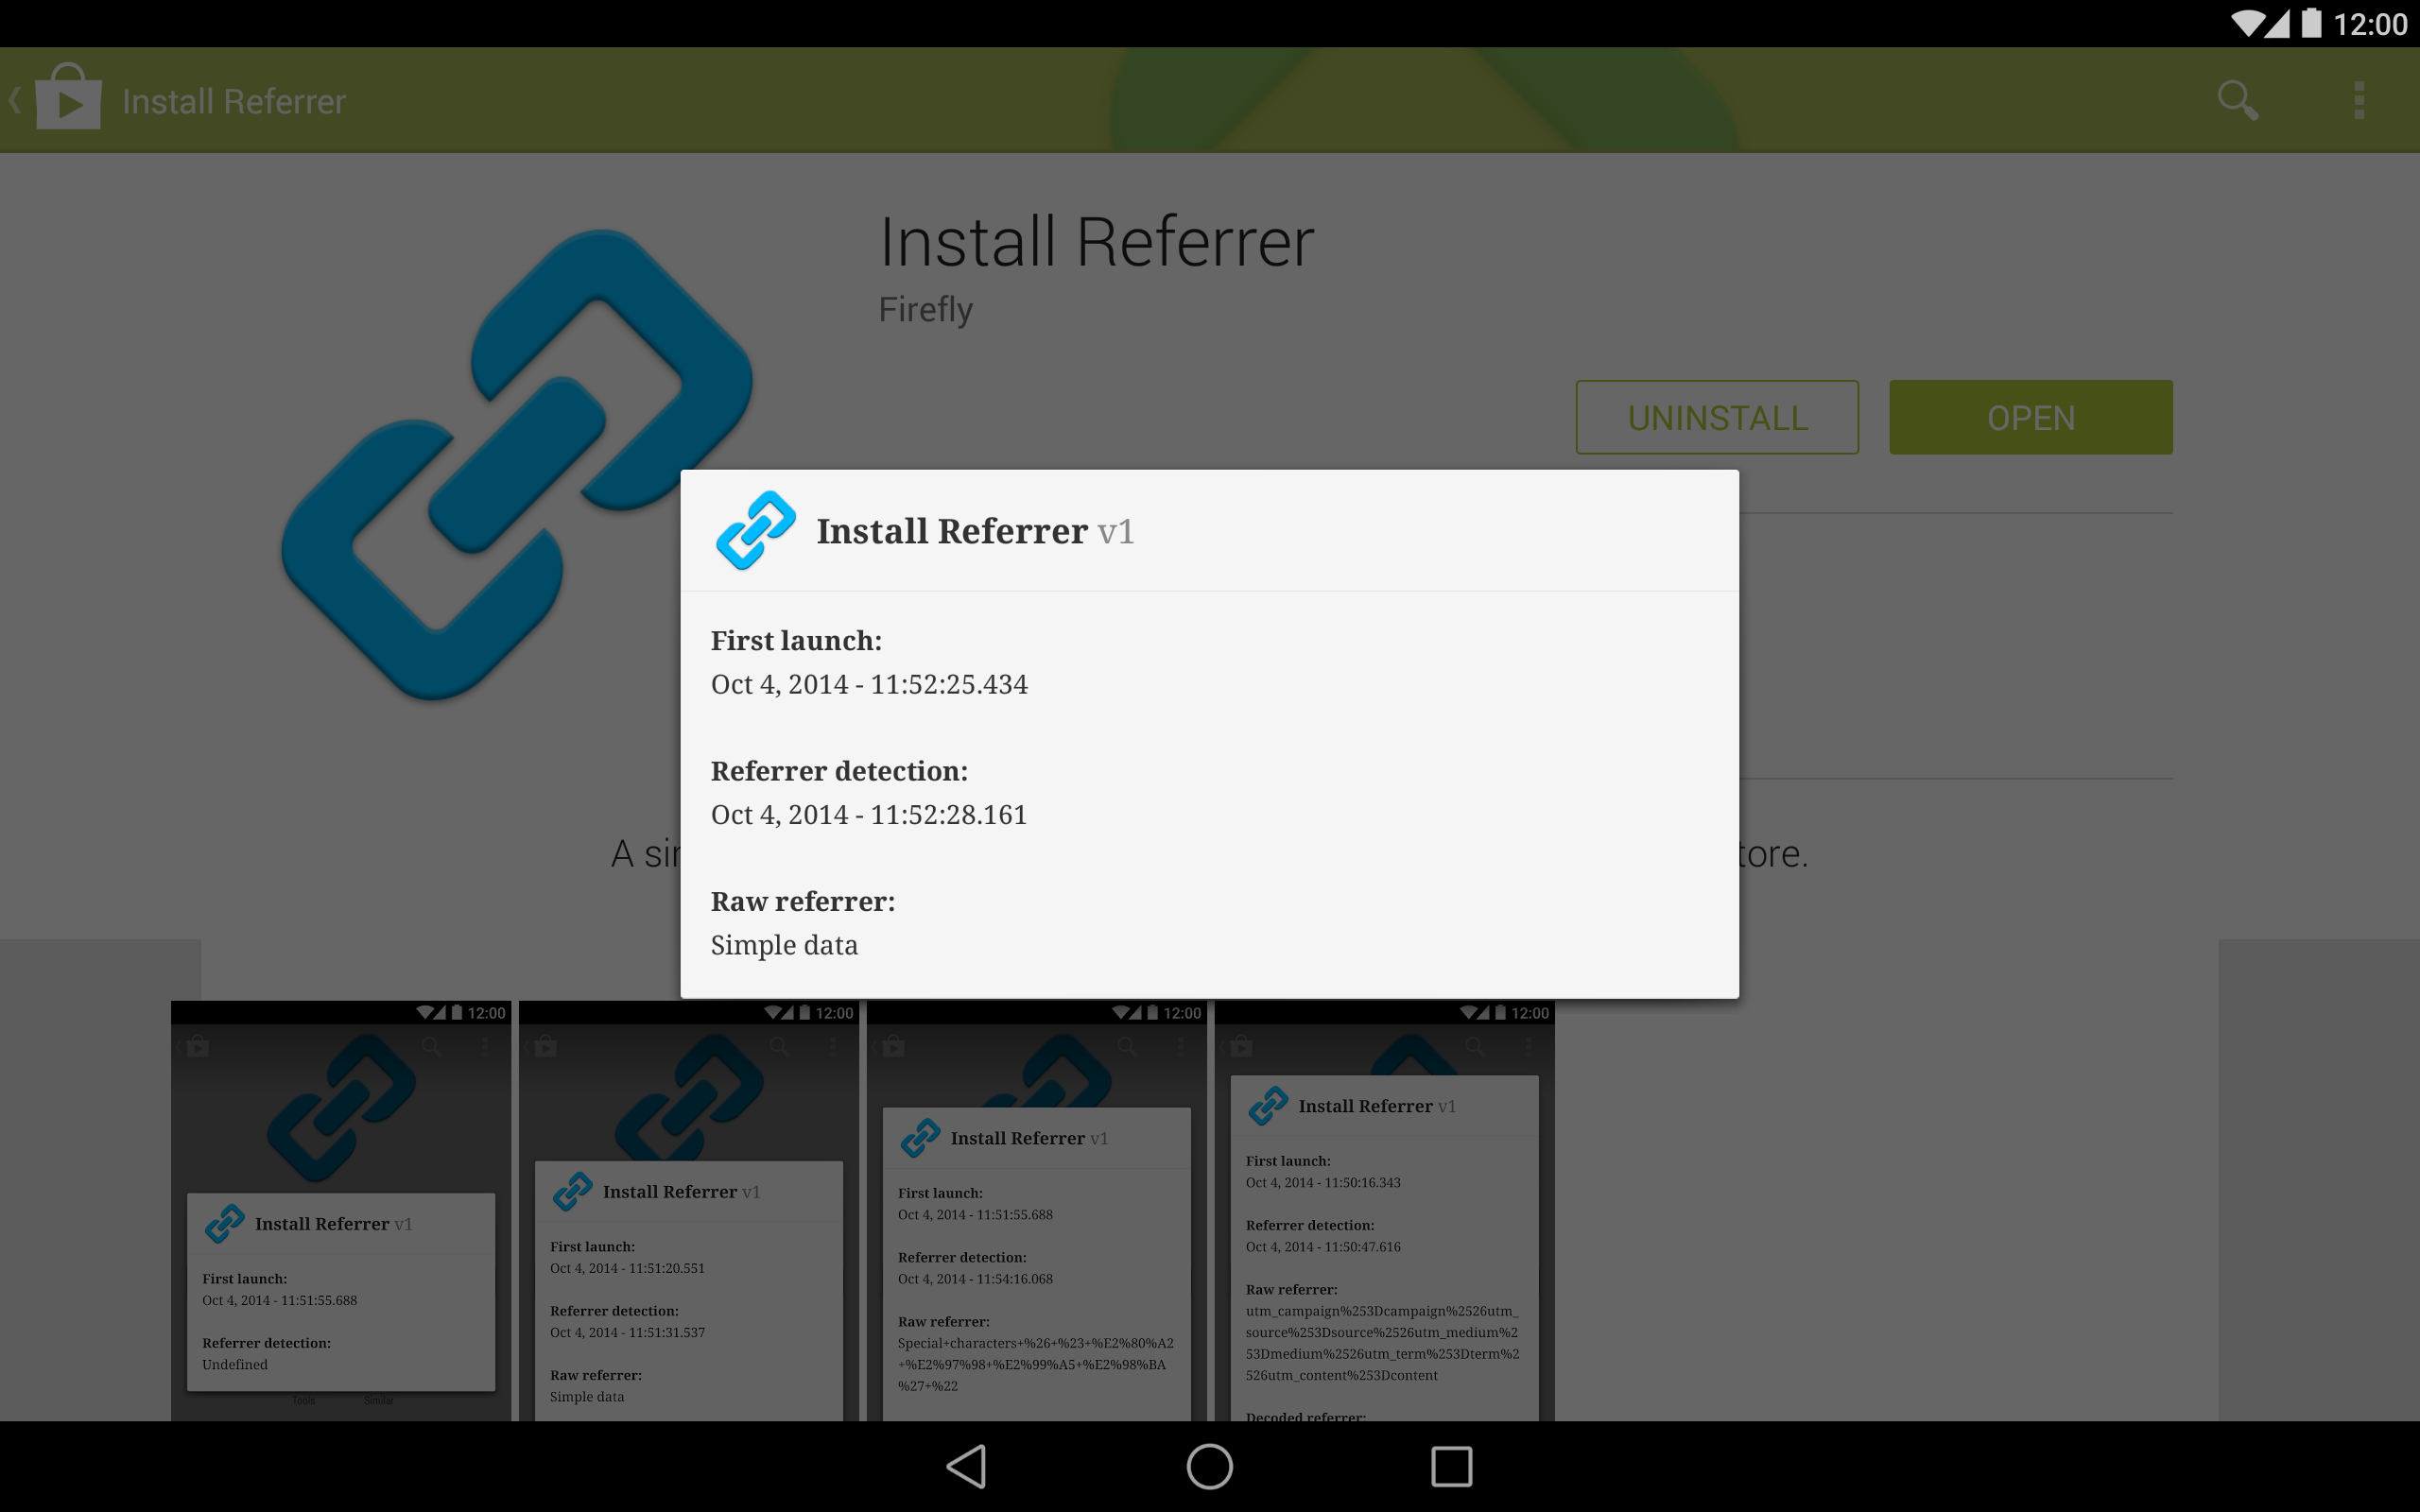 12:00
Install Referrer
Install Referrer
Firefly
UNINSTALL
OPEN
Install Referrer v1
First launch:
Oct 4, 2014 - 11:52:25.434
Referrer detection:
Oct 4, 2014 - 11:52:28.161
Raw referrer:
Simple data
A
12:00
Install Referrer v1
First launch:
Oct 4, 2014 - 11:51:55.688
Referrer detection:
Undefined
Tools
Similar
12:00
Install Referrer v1
First launch:
Oct 4, 2014 - 11:51:20.551
Referrer detection:
Oct 4, 2014 - 11:51:31.537
Raw referrer:
Simple data
12:00
Install Referrer v1
First launch:
Oct 4, 2014 - 11:51:55.688
Referrer detection:
Oct 4, 2014 - 11:54:16.068
Raw referrer:
Special+characters+%26+%23+%E2%80%A2
+%E2%97%98+%E2%99%A5+%E2%98%BA
%27+%22
12:00
Install Referrer v1
First launch:
Oct 4, 2014 - 11:50:16.343
Referrer detection:
Oct 4, 2014 - 11:50:47.616
Raw referrer:
utm_campaign%253Dcampaign%2526utm_
source%253Dsource%2526utm_medium%2
53Dmedium%2526utm_term%253Dterm%2
526utm_content%253Dcontent
Decoded referrer: